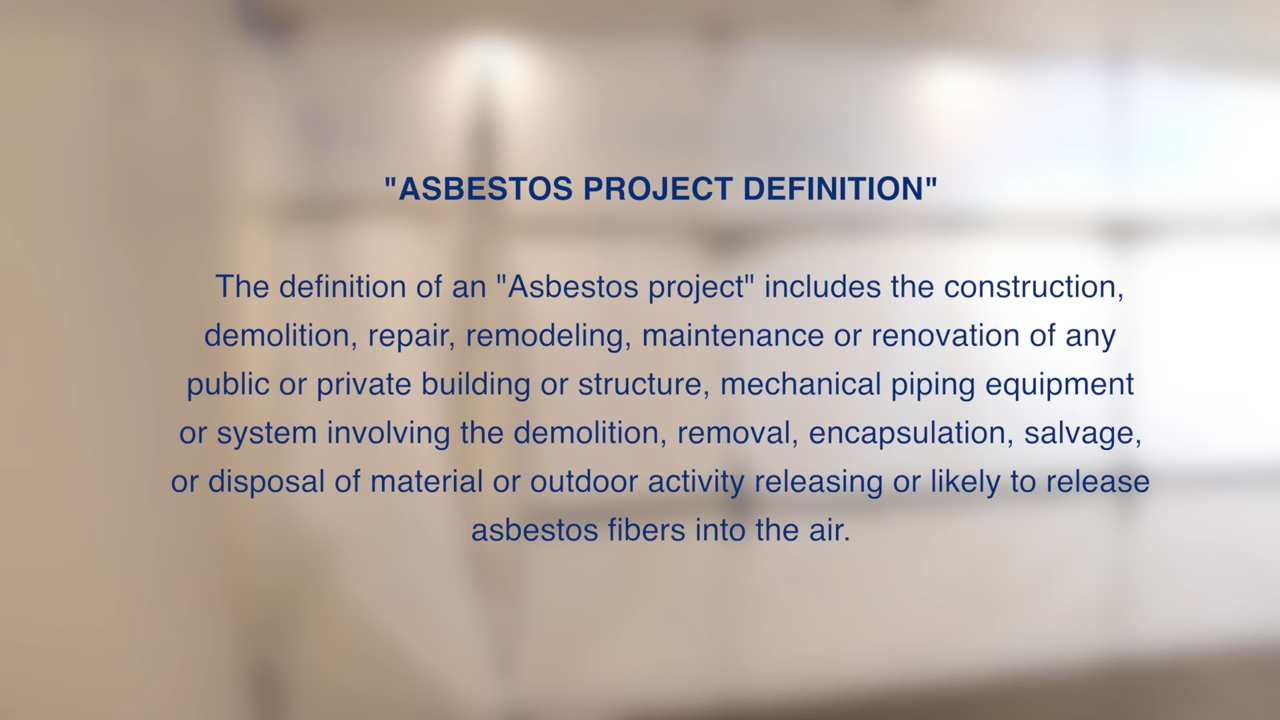 "ASBESTOS PROJECT DEFINITION"
The definition of an "Asbestos project" includes the construction,
demolition, repair, remodeling, maintenance or renovation of any
public or private building or structure, mechanical piping equipment
or system involving the demolition, removal, encapsulation, salvage,
or disposal of material or outdoor activity releasing or likely to release
asbestos fibers into the air.